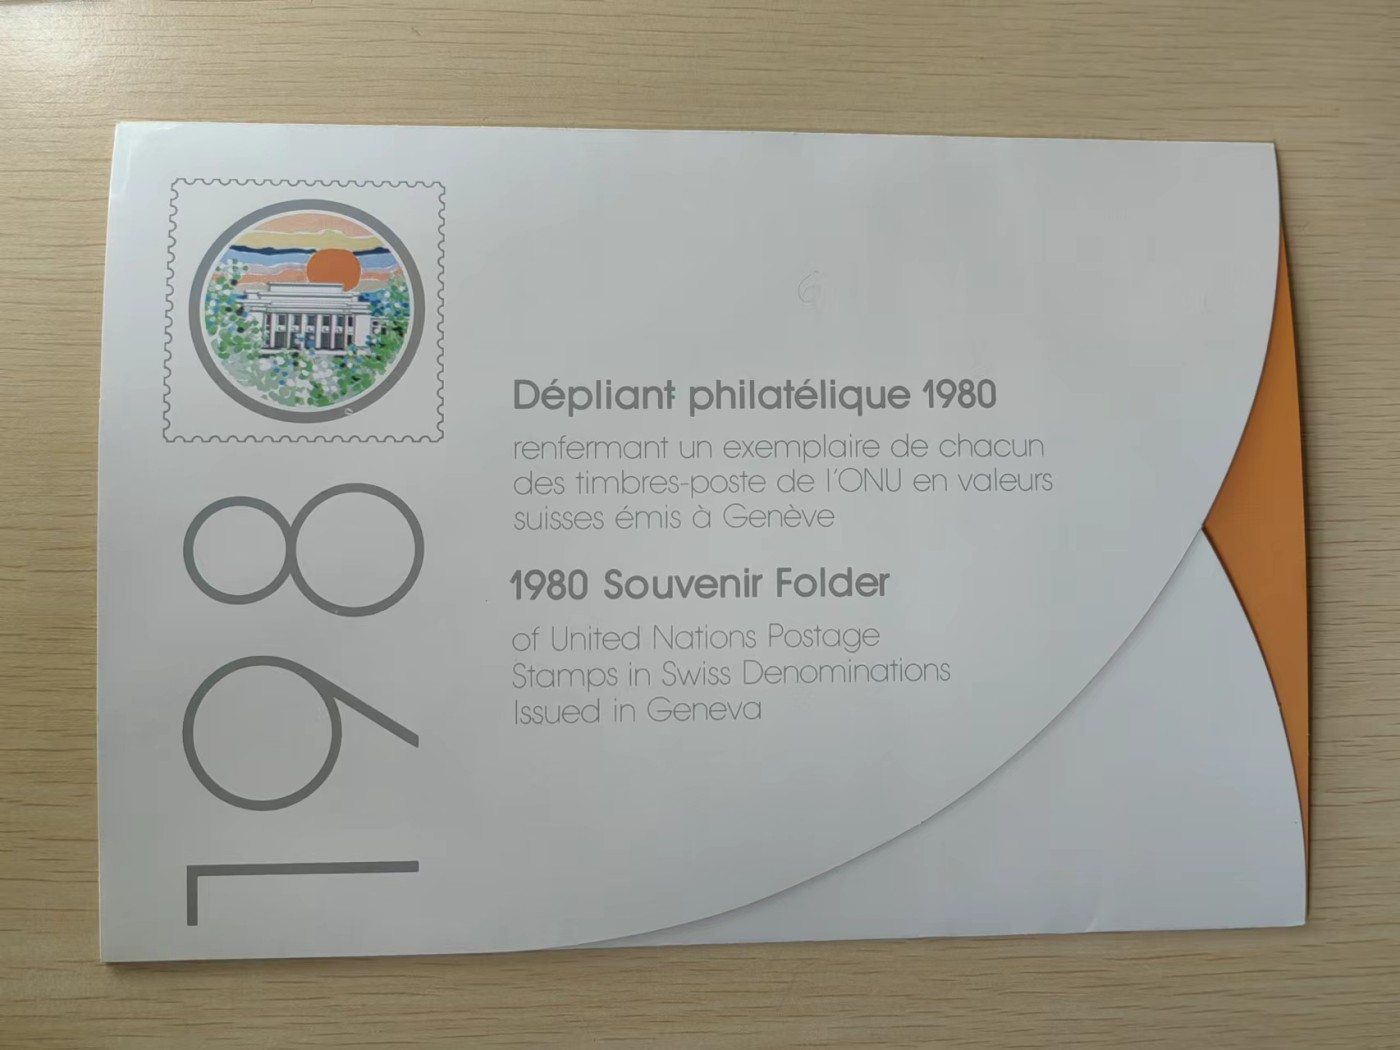 1980
Dépliant philatélique 1980
renfermant un exemplaire de chacun
des timbres-poste de l'ONU en valeurs
suisses émis à Genève
1980 Souvenir Folder
of United Nations Postage
Stamps in Swiss Denominations
Issued in Geneva